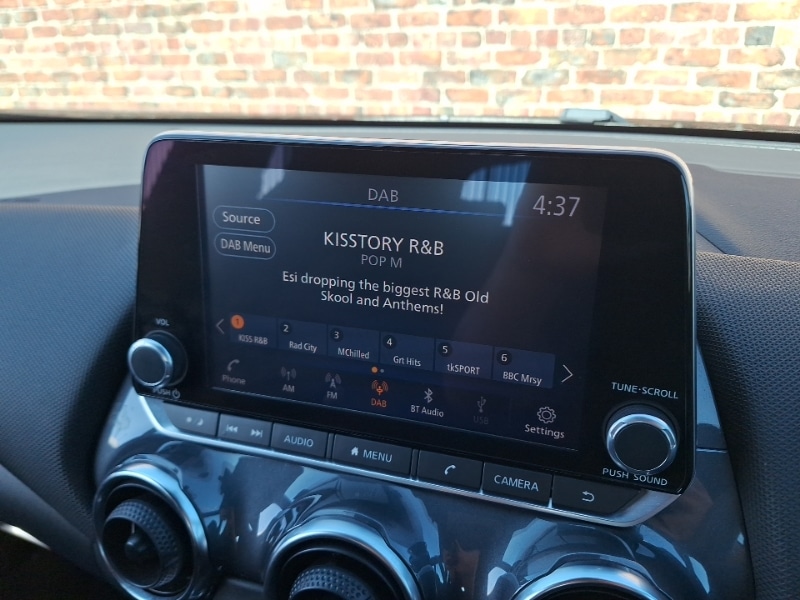 DAB
4:37
Source
DAB Menu
KISSTORY R&B
POP M
Esi dropping the biggest R&B Old
Skool and Anthems!
1 2 3 4 5 6
KISS R&B Rad City MChilled Grt Hits tkSPORT BBC Mrsy
Phone AM FM DAB BT Audio USB Settings
VOL
PUSH
TUNE·SCROLL
PUSH SOUND
AUDIO MENU CAMERA